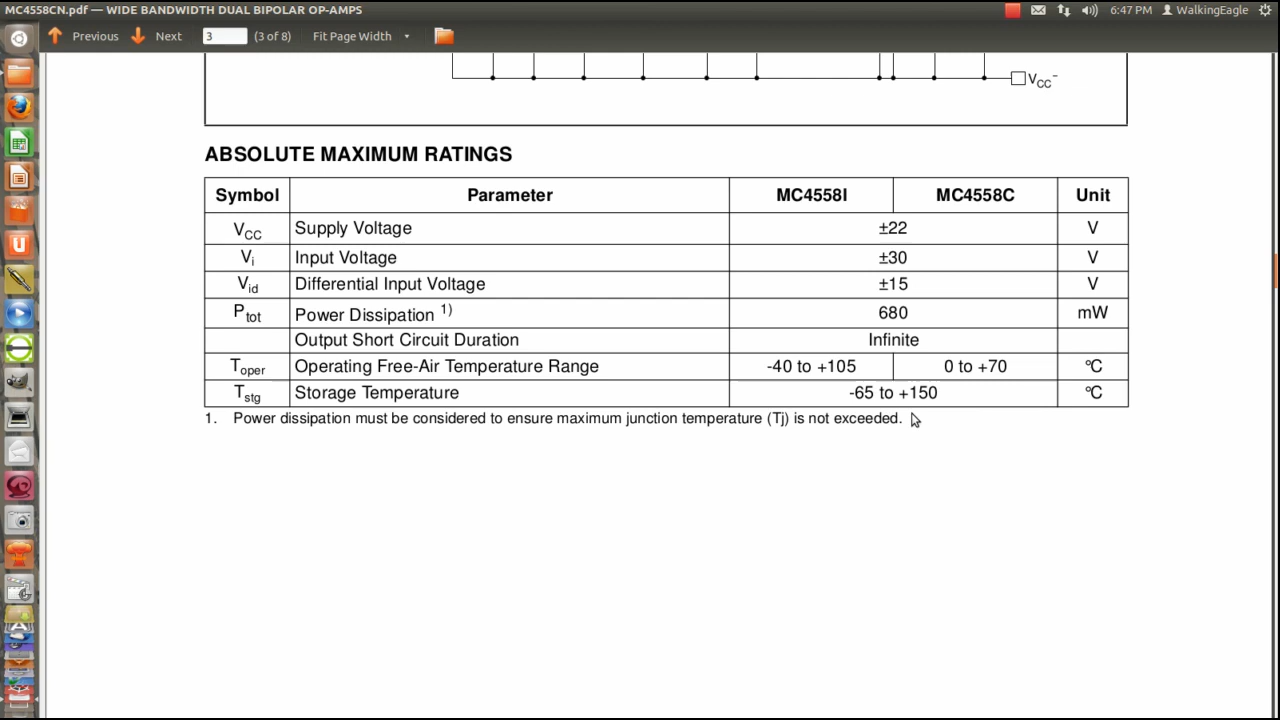 MC4558CN.pdf — WIDE BANDWIDTH DUAL BIPOLAR OP-AMPS 6:47 PM WalkingEagle
Previous Next 3 (3 of 8) Fit Page Width
VCC⁻
ABSOLUTE MAXIMUM RATINGS
Symbol Parameter MC4558I MC4558C Unit
VCC Supply Voltage ±22 V
Vi Input Voltage ±30 V
Vid Differential Input Voltage ±15 V
Ptot Power Dissipation 1) 680 mW
Output Short Circuit Duration Infinite
Toper Operating Free-Air Temperature Range -40 to +105 0 to +70 °C
Tstg Storage Temperature -65 to +150 °C
1. Power dissipation must be considered to ensure maximum junction temperature (Tj) is not exceeded.